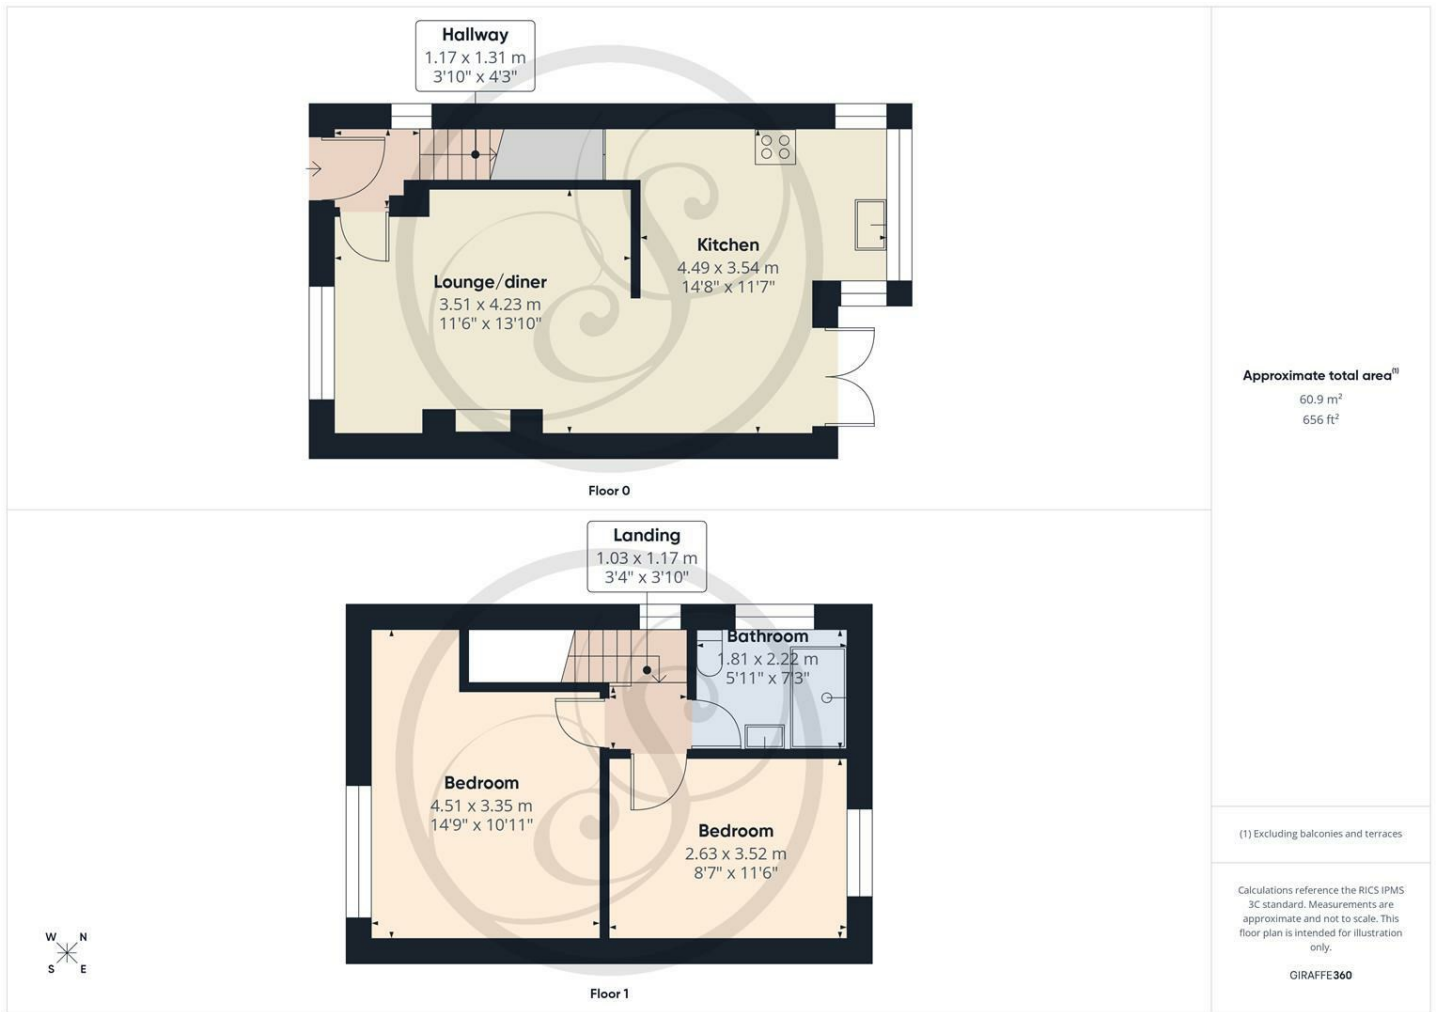 Hallway
1.17 x 1.31 m
3'10" x 4'3"
Kitchen
4.49 x 3.54 m
14'8" x 11'7"
Lounge/diner
3.51 x 4.23 m
11'6" x 13'10"
Floor 0
Approximate total area(1)
60.9 m²
656 ft²
Landing
1.03 x 1.17 m
3'4" x 3'10"
Bathroom
1.81 x 2.22 m
5'11" x 7'3"
Bedroom
4.51 x 3.35 m
14'9" x 10'11"
Bedroom
2.63 x 3.52 m
8'7" x 11'6"
W N
S E
Floor 1
(1) Excluding balconies and terraces
Calculations reference the RICS IPMS
3C standard. Measurements are
approximate and not to scale. This
floor plan is intended for illustration
only.
GIRAFFE360